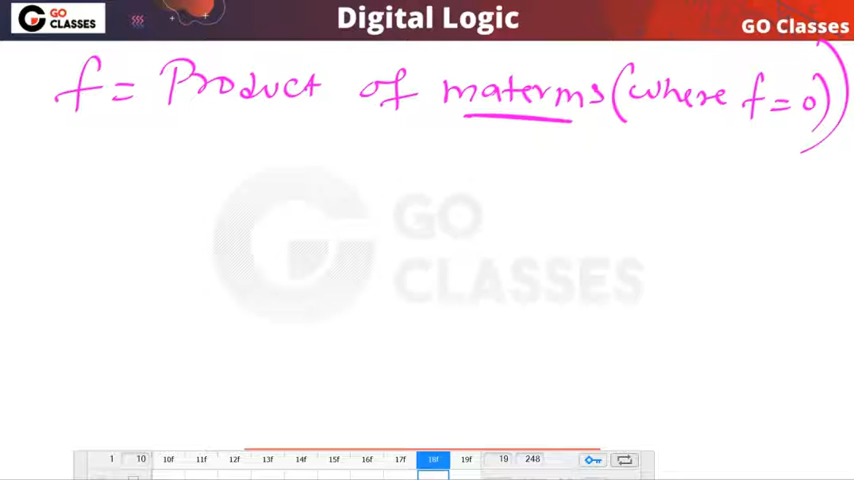 GO CLASSES
Digital Logic
GO Classes
f = Product of materms (where f = 0))
GO CLASSES
1 10 10f 11f 12f 13f 14f 15f 16f 17f 18f 19f 19 248